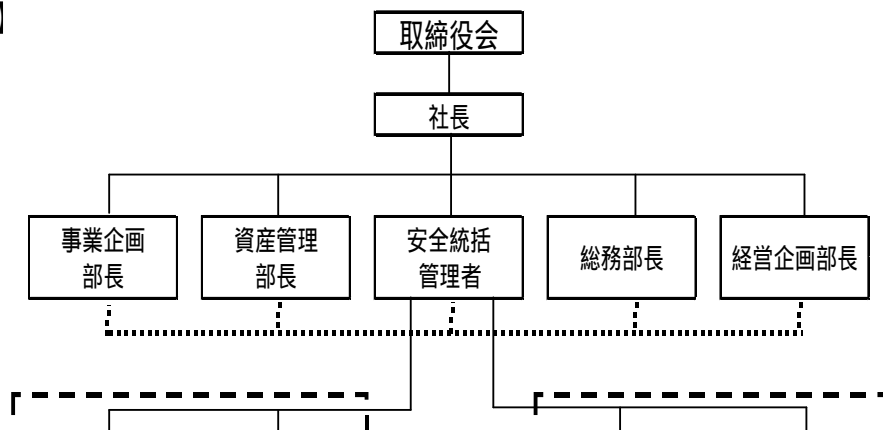 】
取締役会
社長
事業企画
部長
資産管理
部長
安全統括
管理者
総務部長
経営企画部長